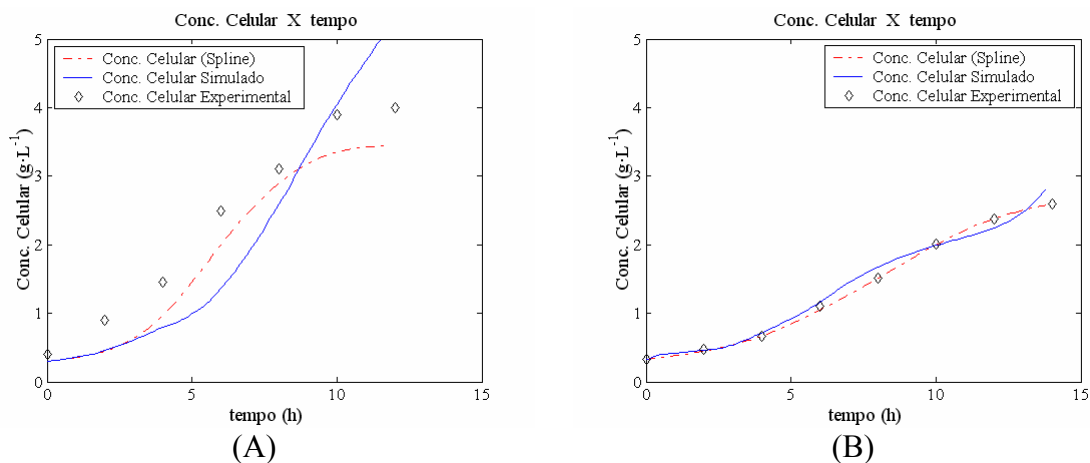 Conc. Celular X tempo
5
4
3
2
1
0
Conc. Celular (g·L⁻¹)
Conc. Celular (Spline)
Conc. Celular Simulado
Conc. Celular Experimental
0 5 10 15
tempo (h)
(A)
Conc. Celular X tempo
5
4
3
2
1
0
Conc. Celular (g·L⁻¹)
Conc. Celular (Spline)
Conc. Celular Simulado
Conc. Celular Experimental
0 5 10 15
tempo (h)
(B)